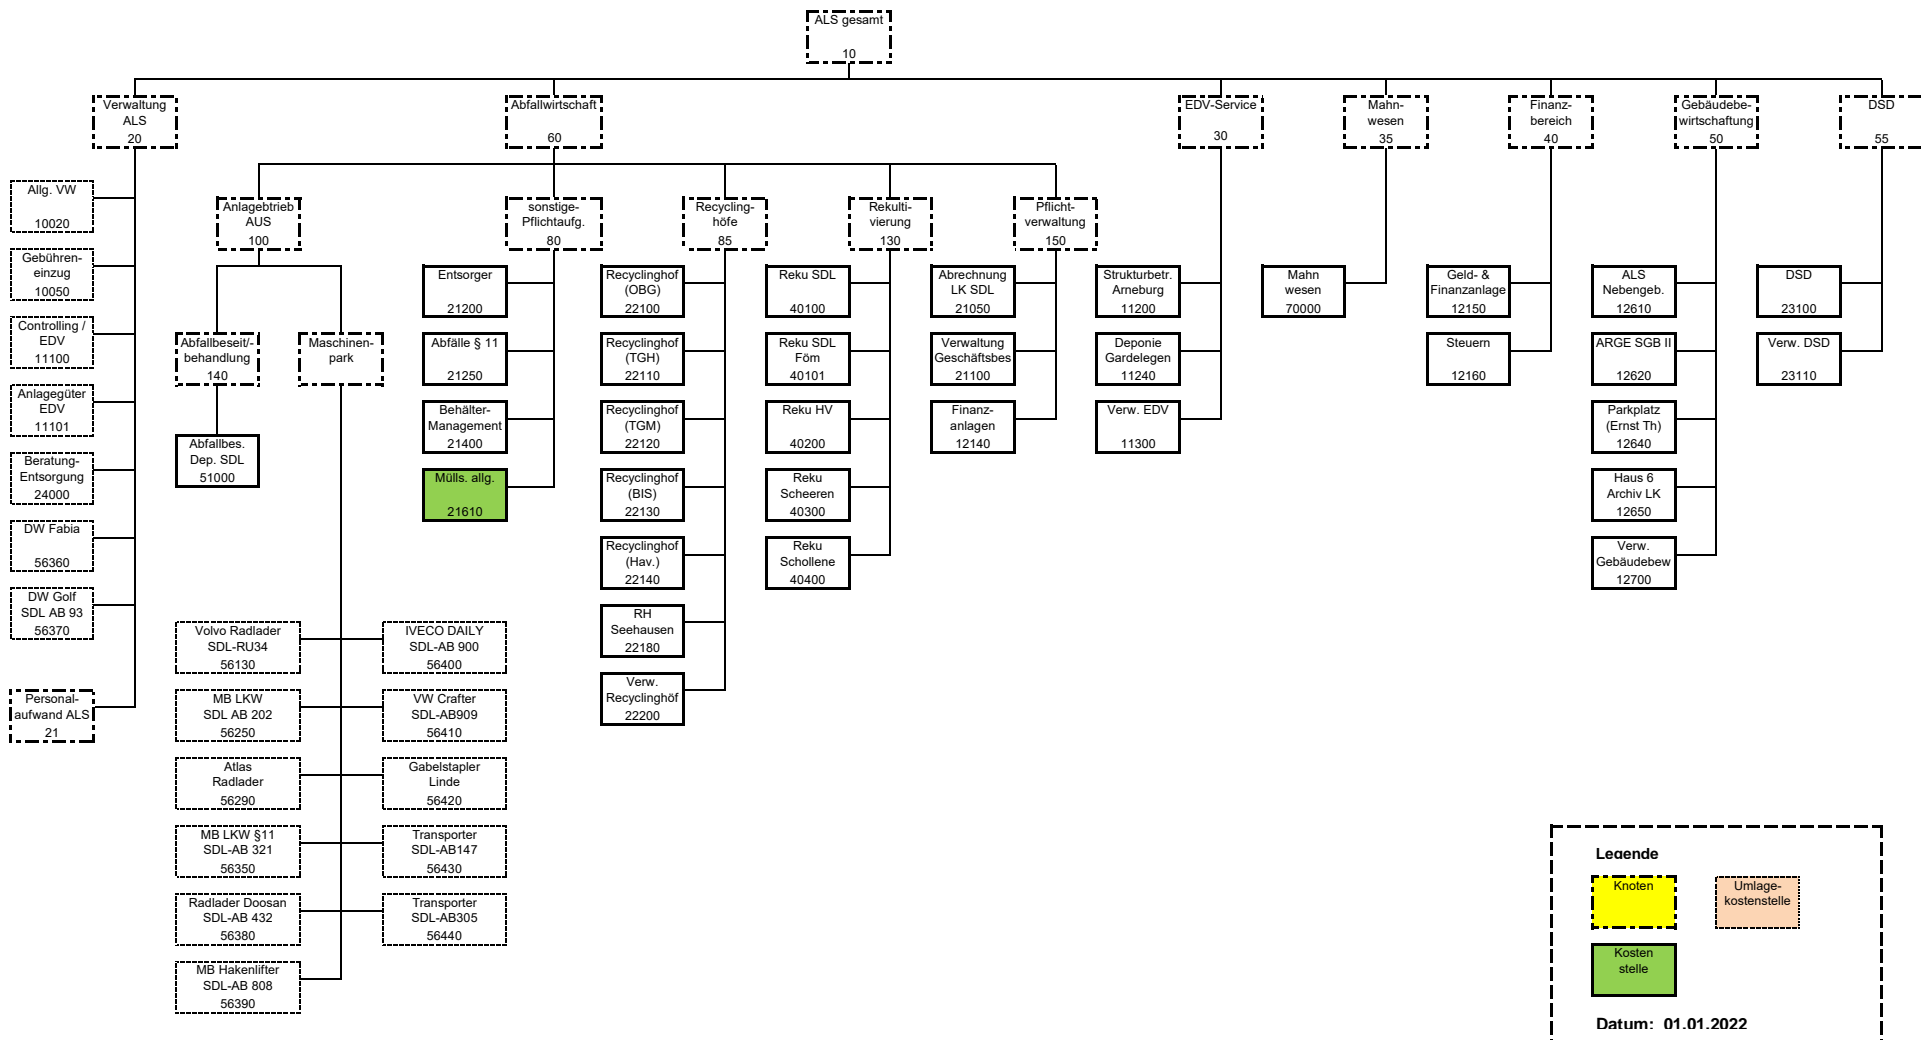 ALS gesamt
10
Verwaltung
ALS
20
Abfallwirtschaft
60
EDV-Service
30
Mahn-
wesen
35
Finanz-
bereich
40
Gebäudebe-
wirtschaftung
50
DSD
55
Allg. VW
10020
Gebühren-
einzug
10050
Controlling /
EDV
11100
Anlagegüter
EDV
11101
Beratung-
Entsorgung
24000
DW Fabia
56360
DW Golf
SDL AB 93
56370
Personal-
aufwand ALS
21
Anlagebtrieb
AUS
100
sonstige-
Pflichtaufg.
80
Recycling-
höfe
85
Rekulti-
vierung
130
Pflicht-
verwaltung
150
Abfallbeseit/-
behandlung
140
Maschinen-
park
Abfallbes.
Dep. SDL
51000
Volvo Radlader
SDL-RU34
56130
MB LKW
SDL AB 202
56250
Atlas
Radlader
56290
MB LKW §11
SDL-AB 321
56350
Radlader Doosan
SDL-AB 432
56380
MB Hakenlifter
SDL-AB 808
56390
IVECO DAILY
SDL-AB 900
56400
VW Crafter
SDL-AB909
56410
Gabelstapler
Linde
56420
Transporter
SDL-AB147
56430
Transporter
SDL-AB305
56440
Entsorger
21200
Abfälle § 11
21250
Behälter-
Management
21400
Mülls. allg.
21610
Recyclinghof
(OBG)
22100
Recyclinghof
(TGH)
22110
Recyclinghof
(TGM)
22120
Recyclinghof
(BIS)
22130
Recyclinghof
(Hav.)
22140
RH
Seehausen
22180
Verw.
Recyclinghöf
22200
Reku SDL
40100
Reku SDL
Föm
40101
Reku HV
40200
Reku
Scheeren
40300
Reku
Schollene
40400
Abrechnung
LK SDL
21050
Verwaltung
Geschäftsbes
21100
Finanz-
anlagen
12140
Strukturbetr.
Arneburg
11200
Deponie
Gardelegen
11240
Verw. EDV
11300
Mahn
wesen
70000
Geld- &
Finanzanlage
12150
Steuern
12160
ALS
Nebengeb.
12610
ARGE SGB II
12620
Parkplatz
(Ernst Th)
12640
Haus 6
Archiv LK
12650
Verw.
Gebäudebew
12700
DSD
23100
Verw. DSD
23110
Legende
Knoten
Umlage-
kostenstelle
Kosten
stelle
Datum: 01.01.2022